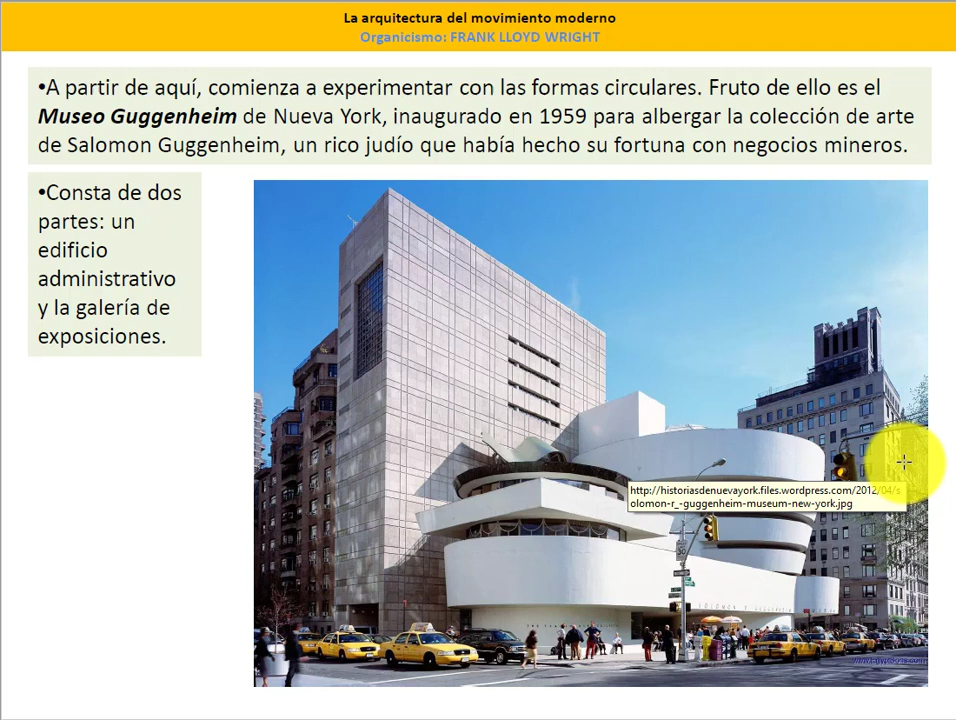 La arquitectura del movimiento moderno
Organicismo: FRANK LLOYD WRIGHT
•A partir de aquí, comienza a experimentar con las formas circulares. Fruto de ello es el
Museo Guggenheim de Nueva York, inaugurado en 1959 para albergar la colección de arte
de Salomon Guggenheim, un rico judío que había hecho su fortuna con negocios mineros.
•Consta de dos
partes: un
edificio
administrativo
y la galería de
exposiciones.
http://historiasdenuevayork.files.wordpress.com/2012/04/s
olomon-r_-guggenheim-museum-new-york.jpg